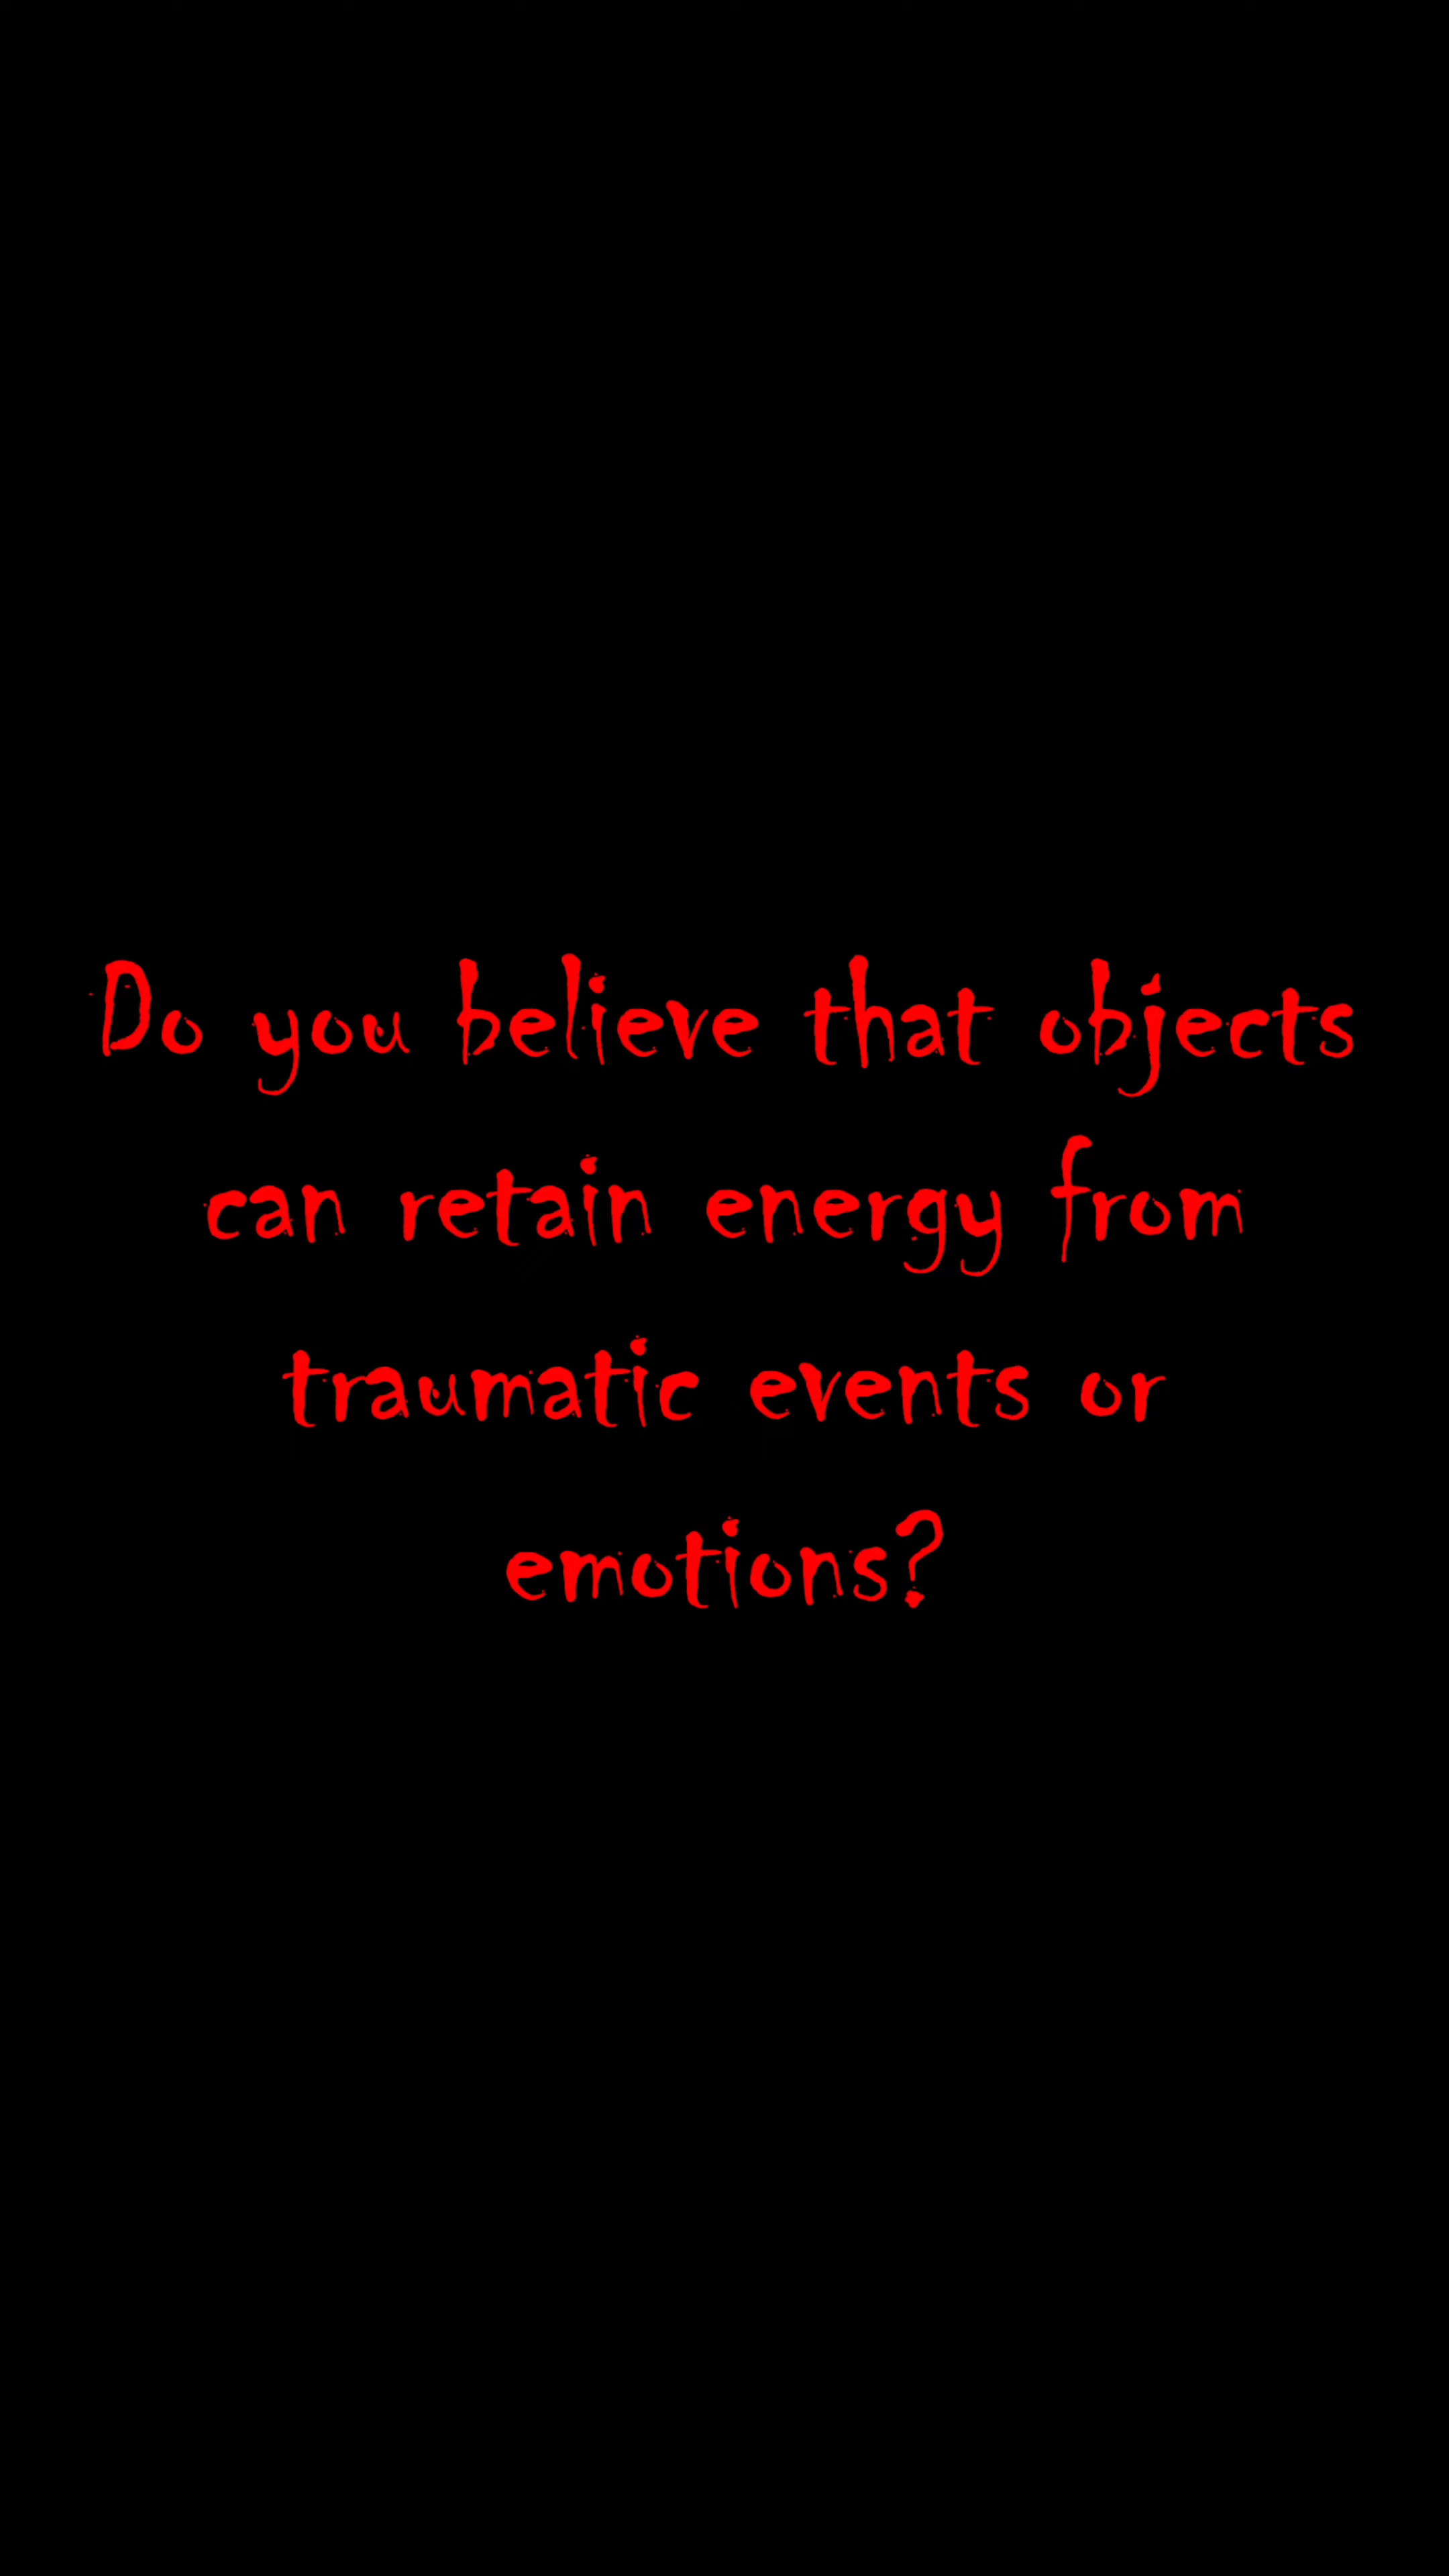 Do you believe that objects
can retain energy from
traumatic events or
emotions?